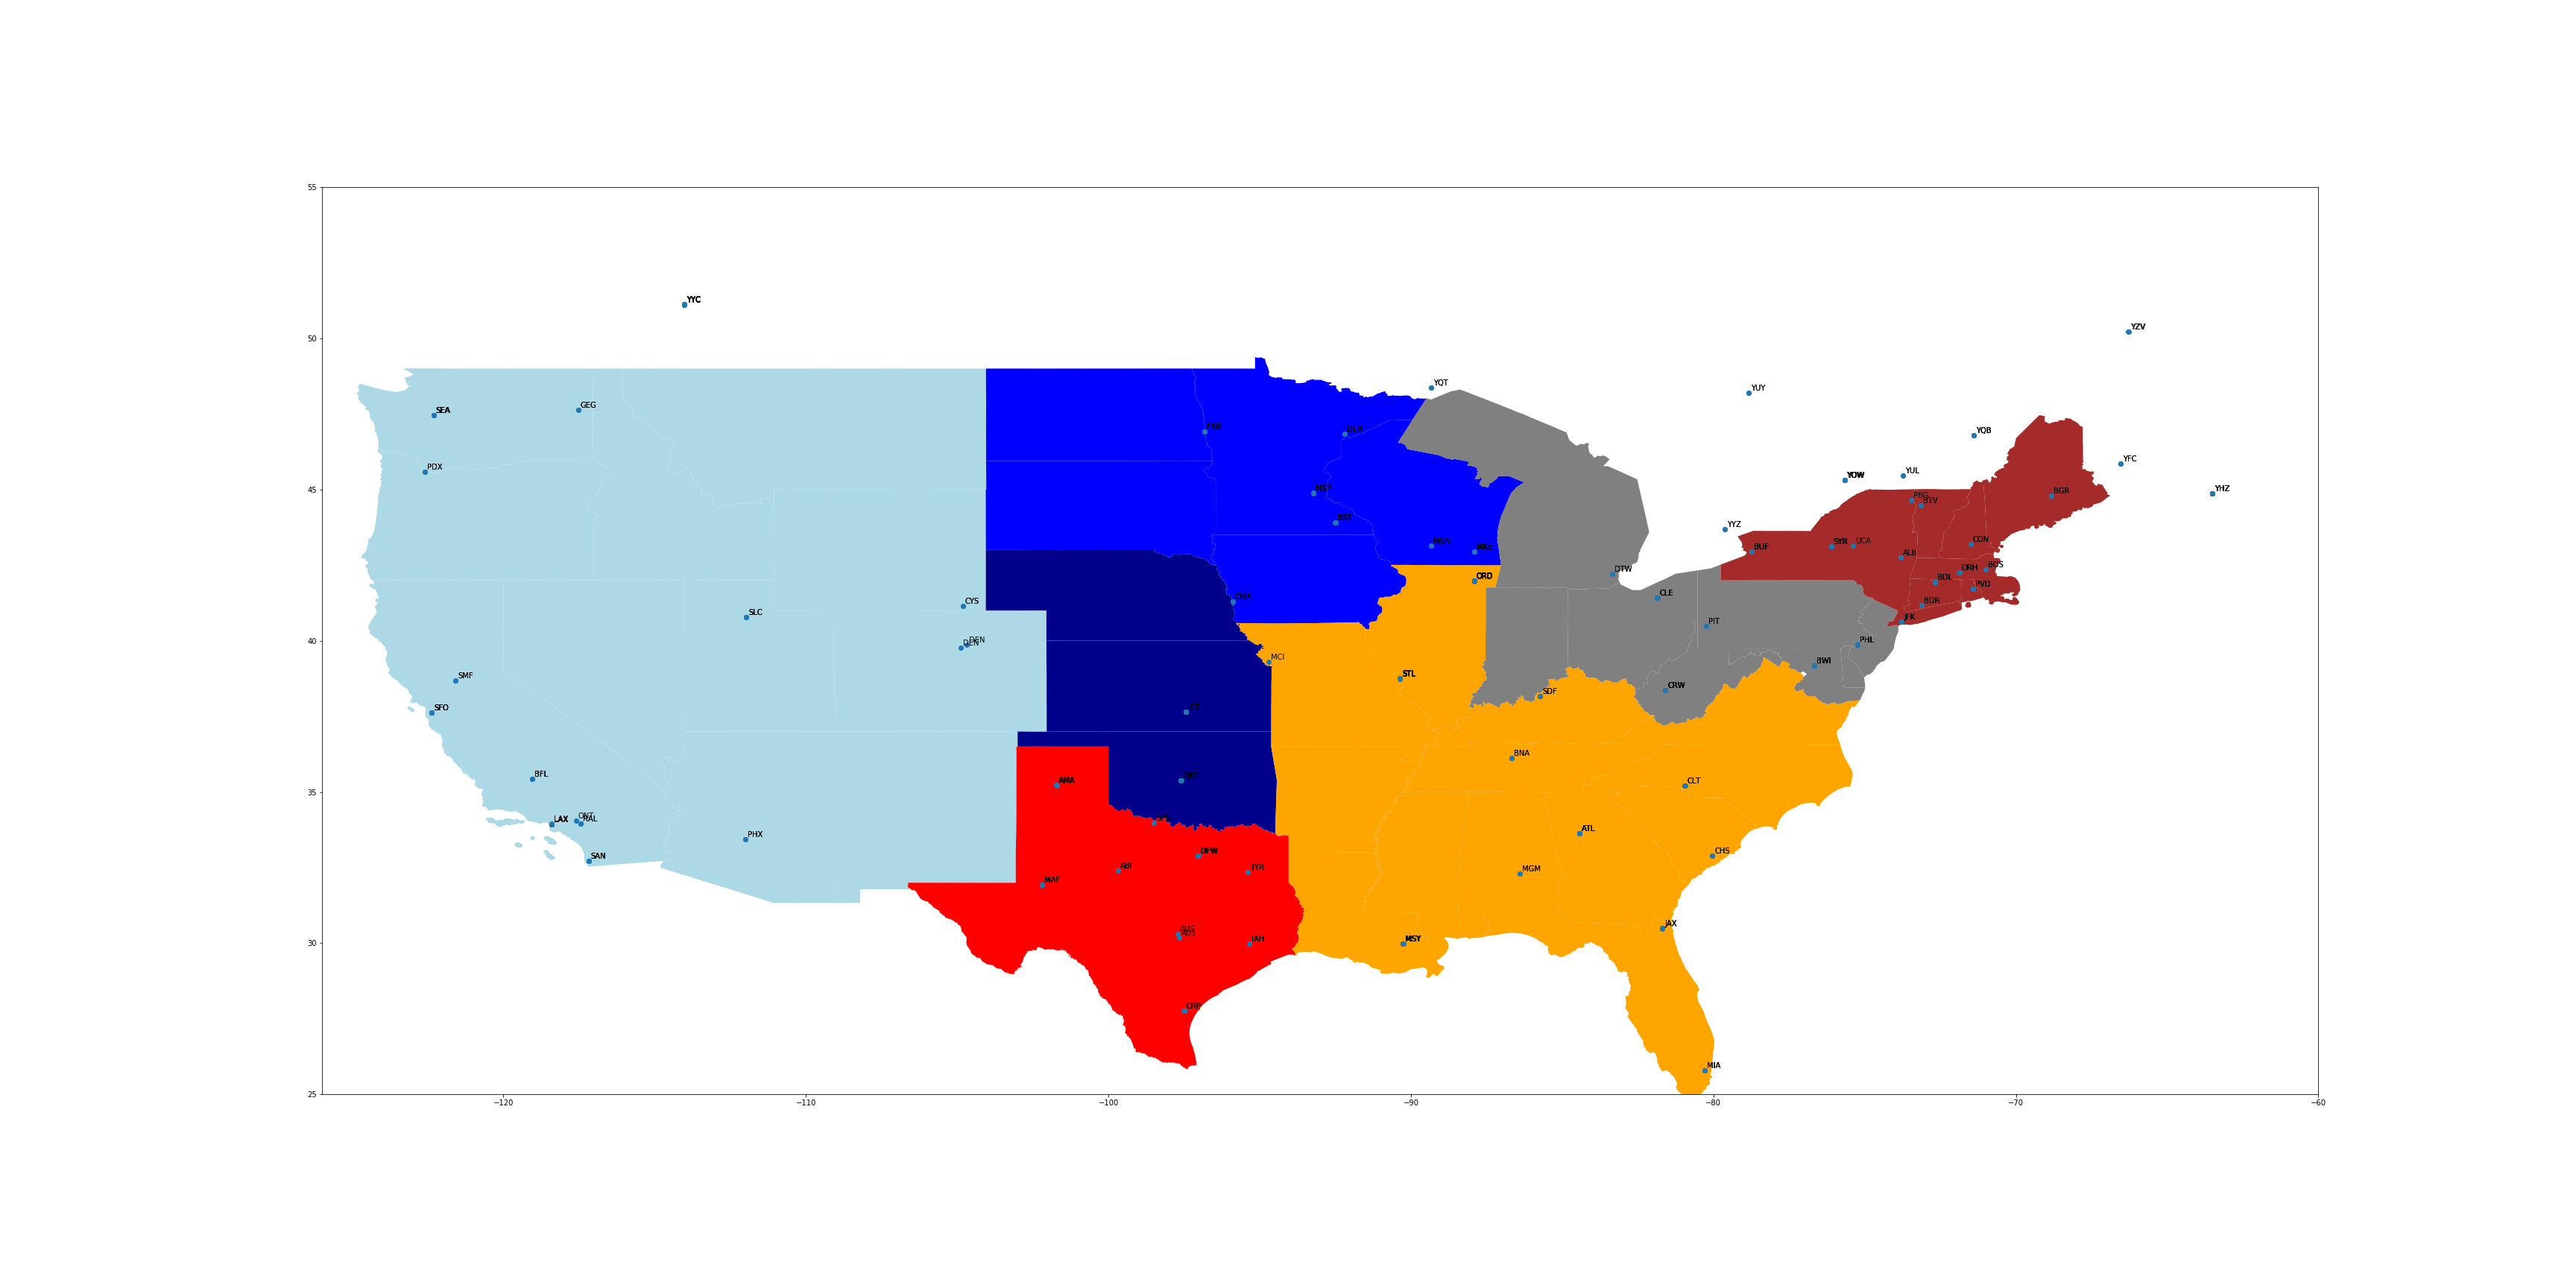 55
YYC
YZV
50
YQT
YUY
SEA
GEG
FAR
DLH
YQB
PDX
YFC
45
YOW
YUL
MSP
BGR
YHZ
PBG
BTV
RST
YYZ
MSN
MKE
BUF
SYR
UCA
CON
ALB
DTW
ORD
ORH
BOS
BDL
PVD
CYS
OMA
CLE
BDR
SLC
PIT
JFK
40
DEN
DEN
PHL
MCI
BWI
SMF
STL
CRW
SDF
SFO
ICT
BNA
BFL
AMA
OKC
CLT
35
LAX
ONT
RAL
SPS
PHX
ATL
SAN
DFW
CHS
ABI
TYR
MGM
MAF
30
AUS
AUS
IAH
MSY
JAX
CRP
MIA
25
−120
−110
−100
−90
−80
−70
−60